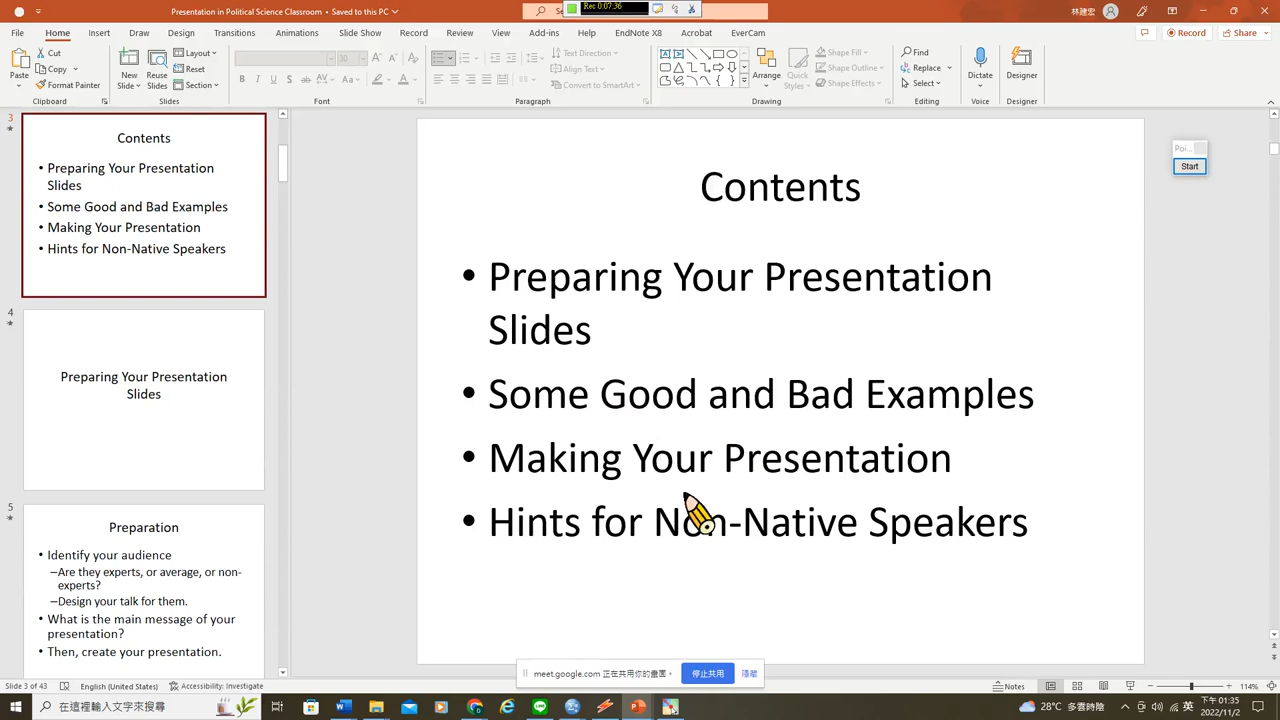 Rec 0:07:36
Presentation in Political Science Classroom • Saved to this PC
林建宏
File Home Insert Draw Design Transitions Animations Slide Show Record Review View Add-ins Help EndNote X8 Acrobat EverCam
Record Share
Paste
Cut
Copy
Format Painter
Clipboard
New Slide
Reuse Slides
Layout
Reset
Section
Slides
30
Font
Text Direction
Align Text
Convert to SmartArt
Paragraph
Arrange
Quick Styles
Shape Fill
Shape Outline
Shape Effects
Drawing
Find
Replace
Select
Editing
Dictate
Voice
Designer
Designer
3
Contents
• Preparing Your Presentation
Slides
• Some Good and Bad Examples
• Making Your Presentation
• Hints for Non-Native Speakers
4
Preparing Your Presentation
Slides
5
Preparation
• Identify your audience
–Are they experts, or average, or non-
experts?
–Design your talk for them.
• What is the main message of your
presentation?
• Then, create your presentation.
Contents
• Preparing Your Presentation
Slides
• Some Good and Bad Examples
• Making Your Presentation
• Hints for Non-Native Speakers
Poi...
Start
meet.google.com 正在共用你的畫面。 停止共用 隱藏
Slide 3 of 43 English (United States) Accessibility: Investigate
Notes 114%
在這裡輸入文字來搜尋
28°C 多雲時陰 英 下午 01:35
2022/11/2